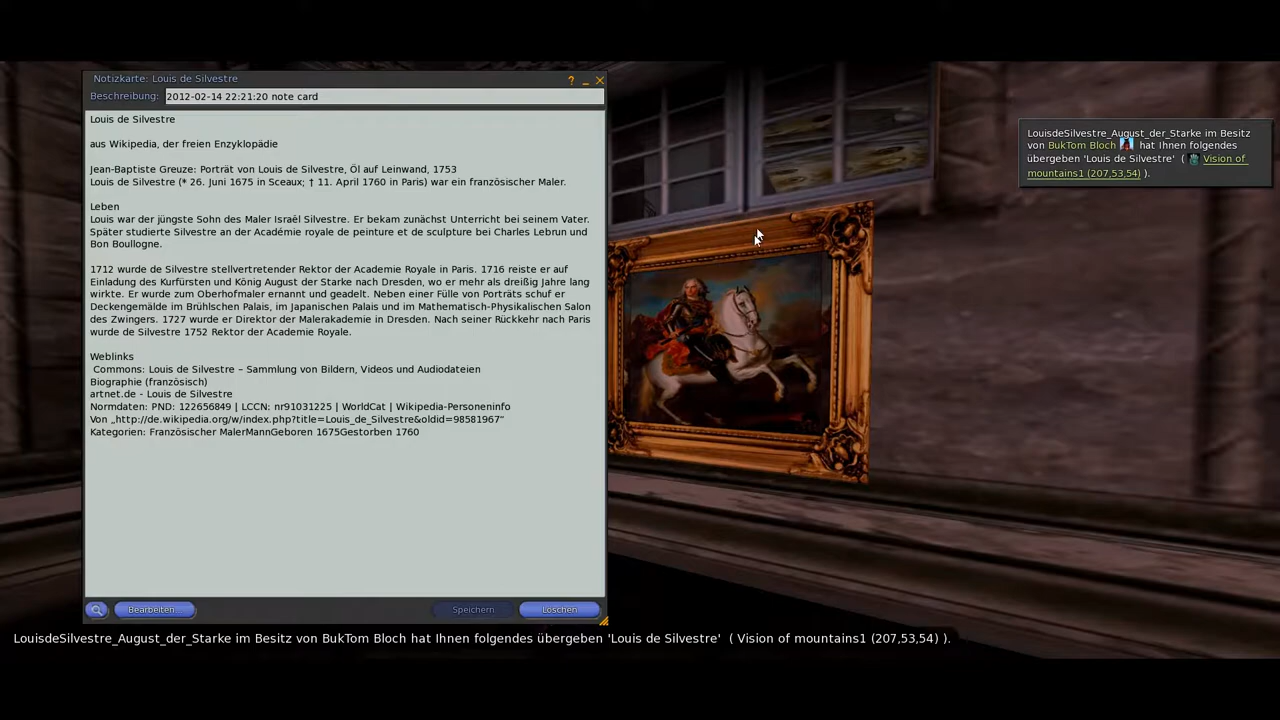 Notizkarte: Louis de Silvestre
?
Beschreibung: 2012-02-14 22:21:20 note card
Louis de Silvestre
aus Wikipedia, der freien Enzyklopädie
Jean-Baptiste Greuze: Porträt von Louis de Silvestre, Öl auf Leinwand, 1753
Louis de Silvestre (* 26. Juni 1675 in Sceaux; † 11. April 1760 in Paris) war ein französischer Maler.
Leben
Louis war der jüngste Sohn des Maler Israël Silvestre. Er bekam zunächst Unterricht bei seinem Vater.
Später studierte Silvestre an der Académie royale de peinture et de sculpture bei Charles Lebrun und
Bon Boullogne.
1712 wurde de Silvestre stellvertretender Rektor der Academie Royale in Paris. 1716 reiste er auf
Einladung des Kurfürsten und König August der Starke nach Dresden, wo er mehr als dreißig Jahre lang
wirkte. Er wurde zum Oberhofmaler ernannt und geadelt. Neben einer Fülle von Porträts schuf er
Deckengemälde im Brühlschen Palais, im Japanischen Palais und im Mathematisch-Physikalischen Salon
des Zwingers. 1727 wurde er Direktor der Malerakademie in Dresden. Nach seiner Rückkehr nach Paris
wurde de Silvestre 1752 Rektor der Academie Royale.
Weblinks
Commons: Louis de Silvestre – Sammlung von Bildern, Videos und Audiodateien
Biographie (französisch)
artnet.de - Louis de Silvestre
Normdaten: PND: 122656849 | LCCN: nr91031225 | WorldCat | Wikipedia-Personeninfo
Von „http://de.wikipedia.org/w/index.php?title=Louis_de_Silvestre&oldid=98581967“
Kategorien: Französischer MalerMannGeboren 1675Gestorben 1760
Bearbeiten... Speichern Löschen
LouisdeSilvestre_August_der_Starke im Besitz
von BukTom Bloch hat Ihnen folgendes
übergeben 'Louis de Silvestre' ( Vision of
mountains1 (207,53,54) ).
LouisdeSilvestre_August_der_Starke im Besitz von BukTom Bloch hat Ihnen folgendes übergeben 'Louis de Silvestre' ( Vision of mountains1 (207,53,54) ).